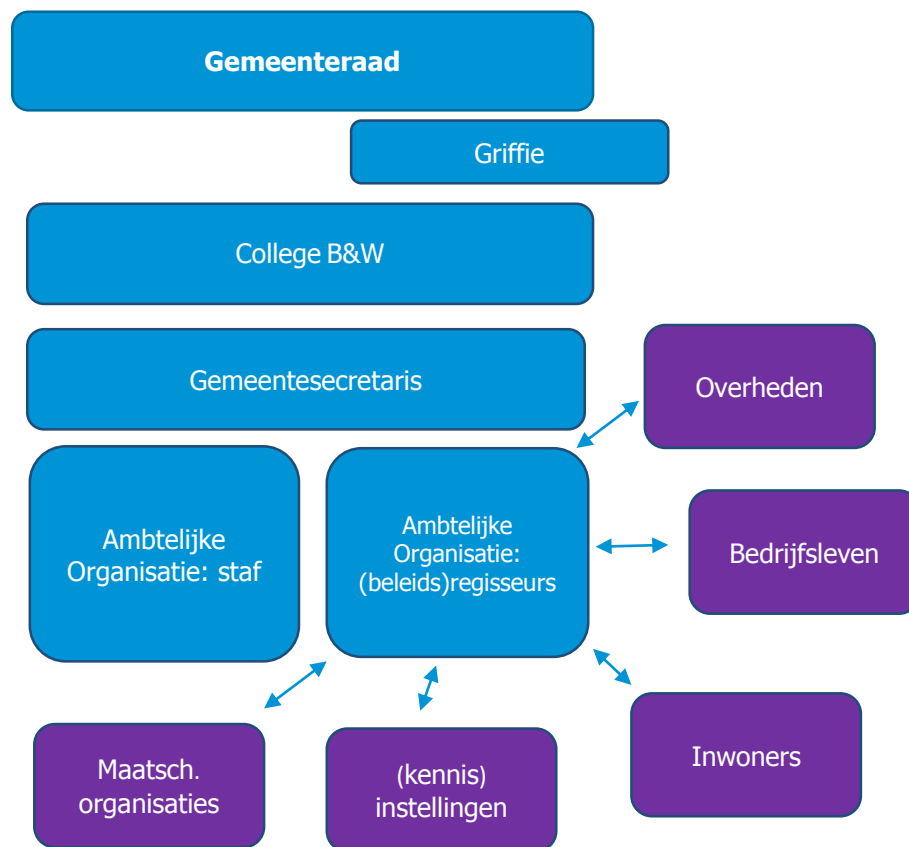 Gemeenteraad
Griffie
College B&W
Gemeentesecretaris
Overheden
Ambtelijke
Organisatie: staf
Ambtelijke
Organisatie:
(beleids)regisseurs
Bedrijfsleven
Maatsch.
organisaties
(kennis)
instellingen
Inwoners